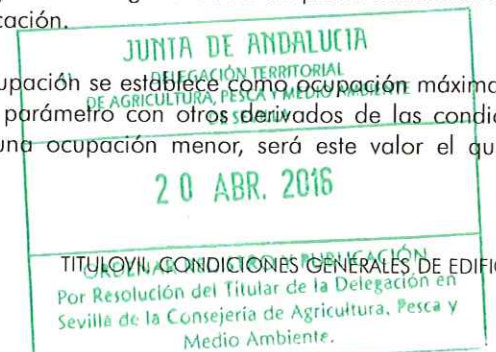 cación.
JUNTA DE ANDALUCIA
DELEGACIÓN TERRITORIAL
upación se establece como ocupación máxima
DE AGRICULTURA, PESCA Y MEDIO AMBIENTE
parámetro con otros derivados de las condic
una ocupación menor, será este valor el qu
20 ABR. 2016
TITULO VII. CONDICIONES GENERALES DE EDIFIC
ORDENAR REGISTRO Y PUBLICACIÓN
Por Resolución del Titular de la Delegación en
Sevilla de la Consejería de Agricultura, Pesca y
Medio Ambiente.